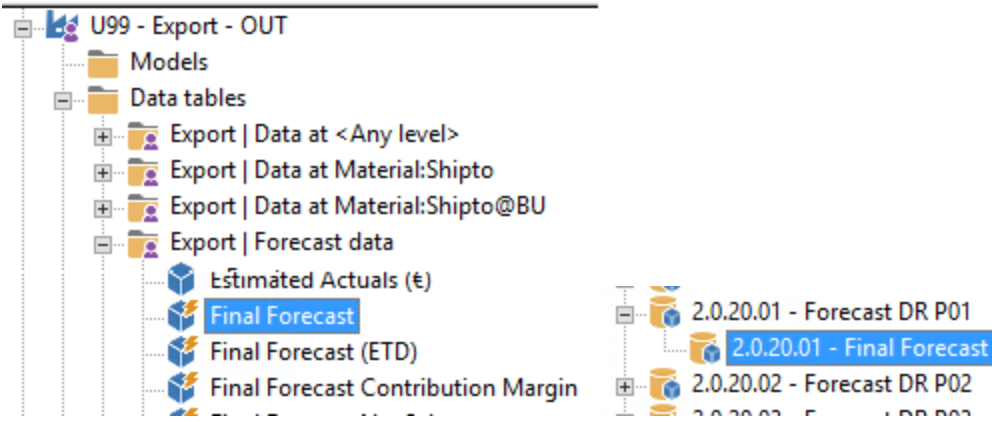 U99 - Export - OUT
Models
Data tables
Export | Data at <Any level>
Export | Data at Material:Shipto
Export | Data at Material:Shipto@BU
Export | Forecast data
Estimated Actuals (€)
Final Forecast
Final Forecast (ETD)
Final Forecast Contribution Margin
2.0.20.01 - Forecast DR P01
2.0.20.01 - Final Forecast
2.0.20.02 - Forecast DR P02